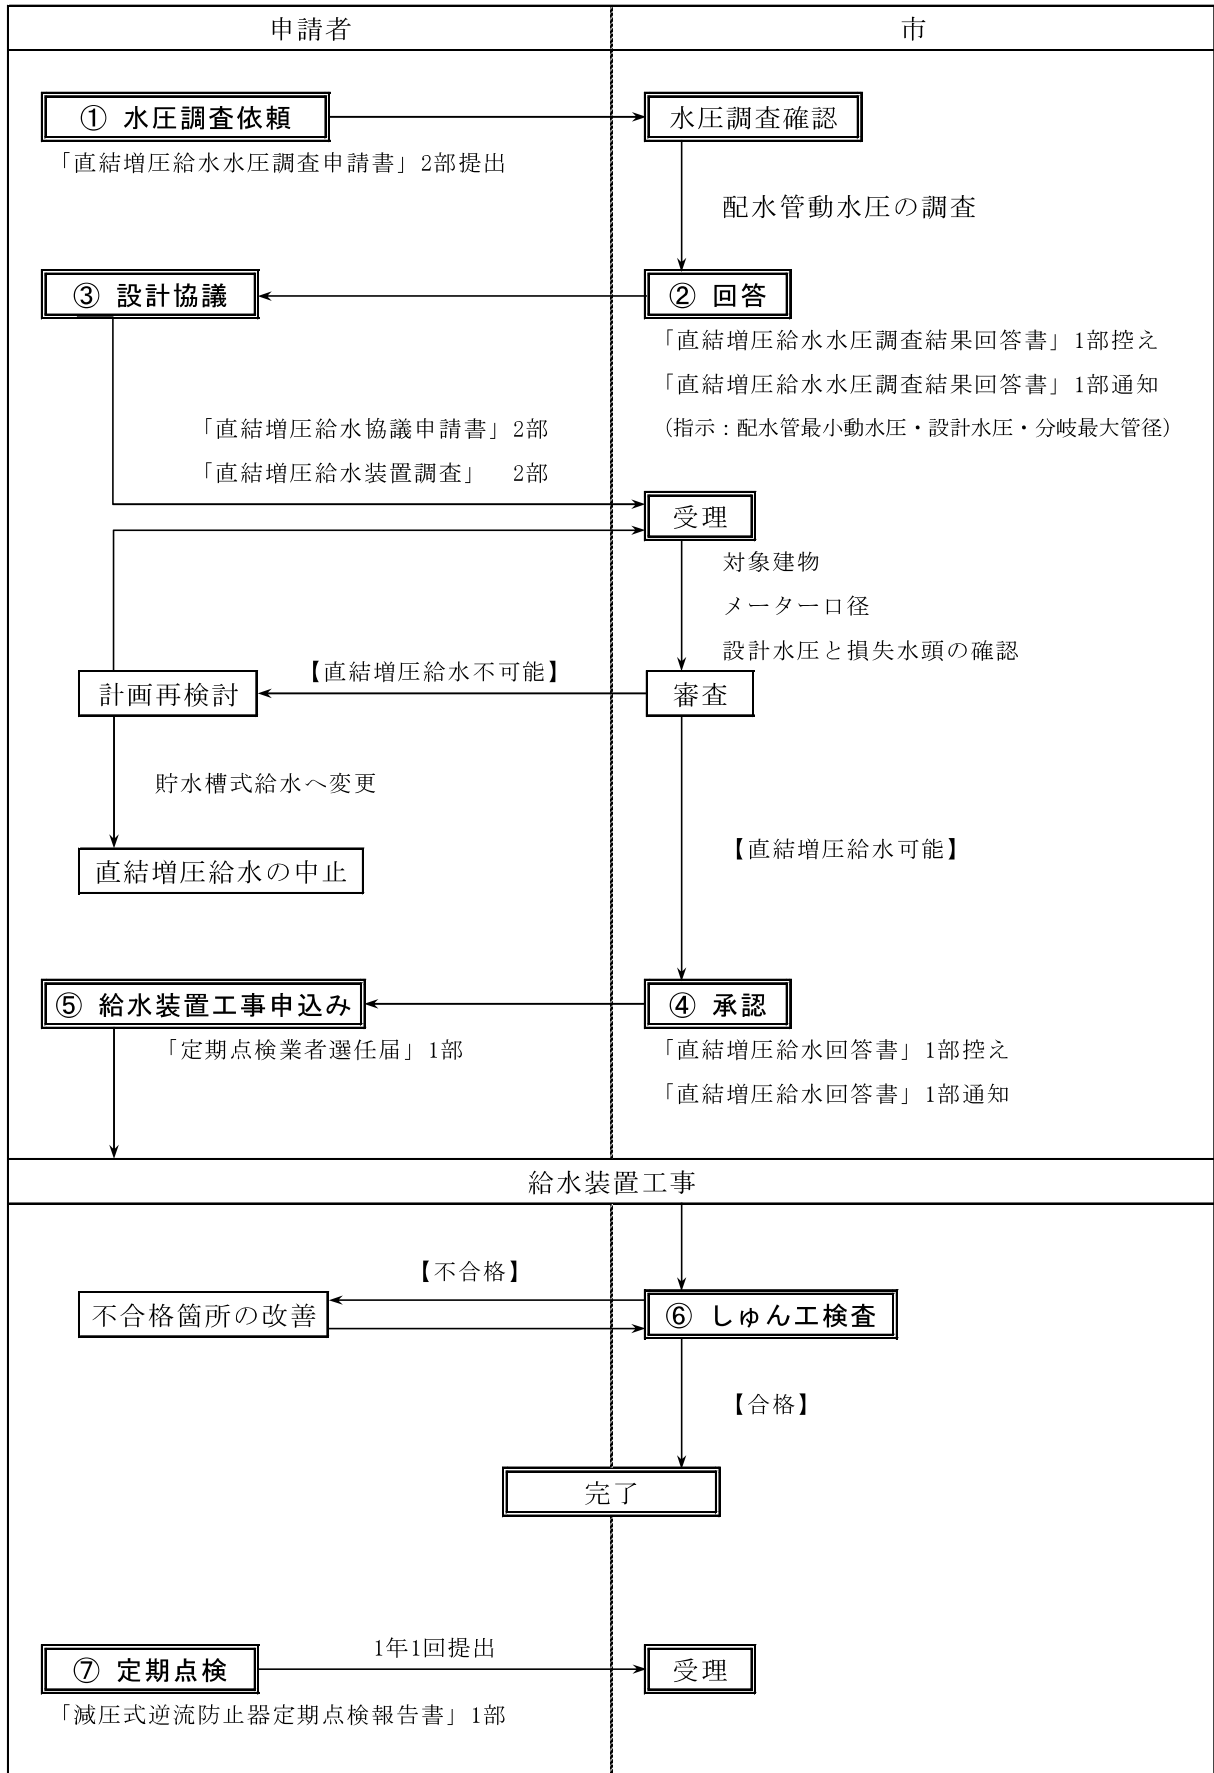 申請者
市
① 水圧調査依頼
水圧調査確認
「直結増圧給水水圧調査申請書」2部提出
配水管動水圧の調査
③ 設計協議
② 回答
「直結増圧給水水圧調査結果回答書」1部控え
「直結増圧給水水圧調査結果回答書」1部通知
(指示:配水管最小動水圧・設計水圧・分岐最大管径)
「直結増圧給水協議申請書」2部
「直結増圧給水装置調査」 2部
受理
対象建物
メーター口径
設計水圧と損失水頭の確認
【直結増圧給水不可能】
計画再検討
審査
貯水槽式給水へ変更
【直結増圧給水可能】
直結増圧給水の中止
⑤ 給水装置工事申込み
④ 承認
「定期点検業者選任届」1部
「直結増圧給水回答書」1部控え
「直結増圧給水回答書」1部通知
給水装置工事
【不合格】
不合格箇所の改善
⑥ しゅん工検査
【合格】
完了
1年1回提出
⑦ 定期点検
受理
「減圧式逆流防止器定期点検報告書」1部